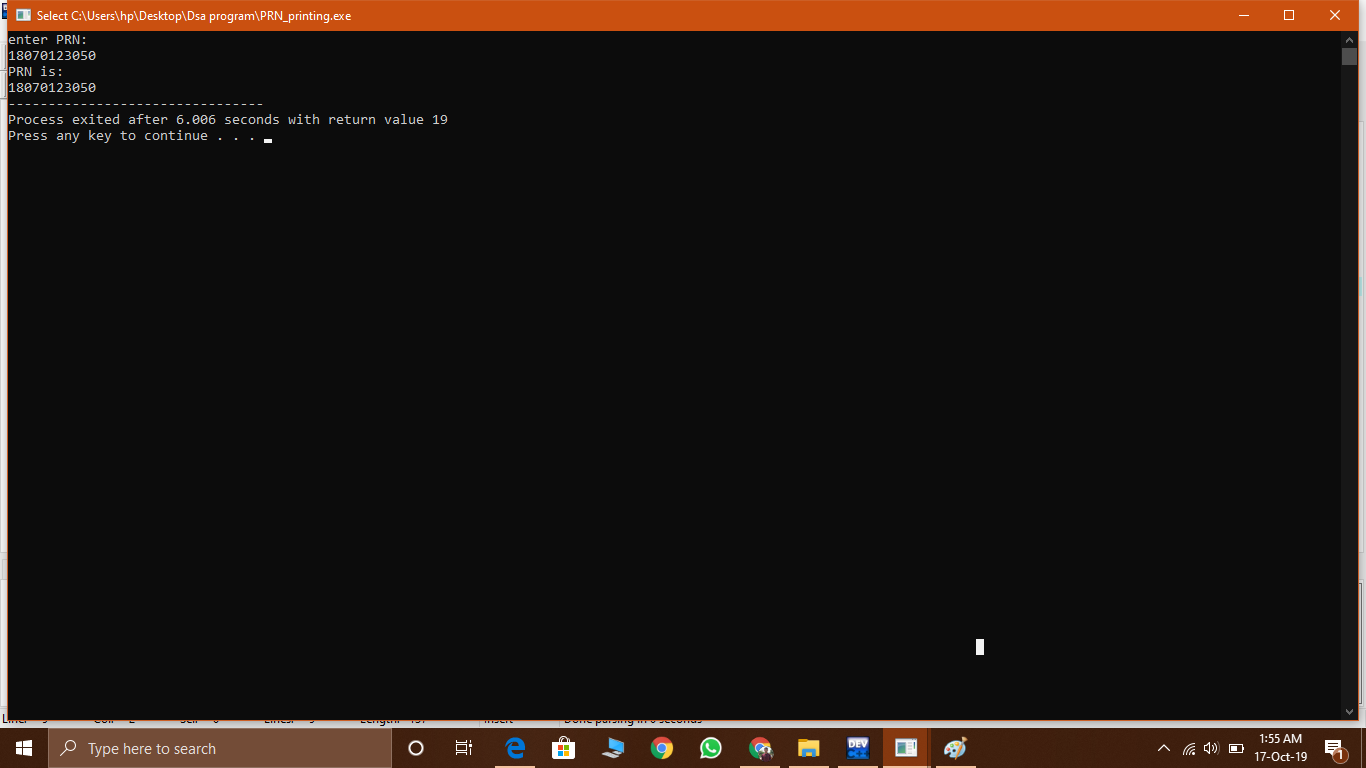 Select C:\Users\hp\Desktop\Dsa program\PRN_printing.exe
enter PRN:
18070123050
PRN is:
18070123050
--------------------------------
Process exited after 6.006 seconds with return value 19
Press any key to continue . . .
Done parsing in 0 seconds
Type here to search
DEV
1:55 AM
17-Oct-19
1